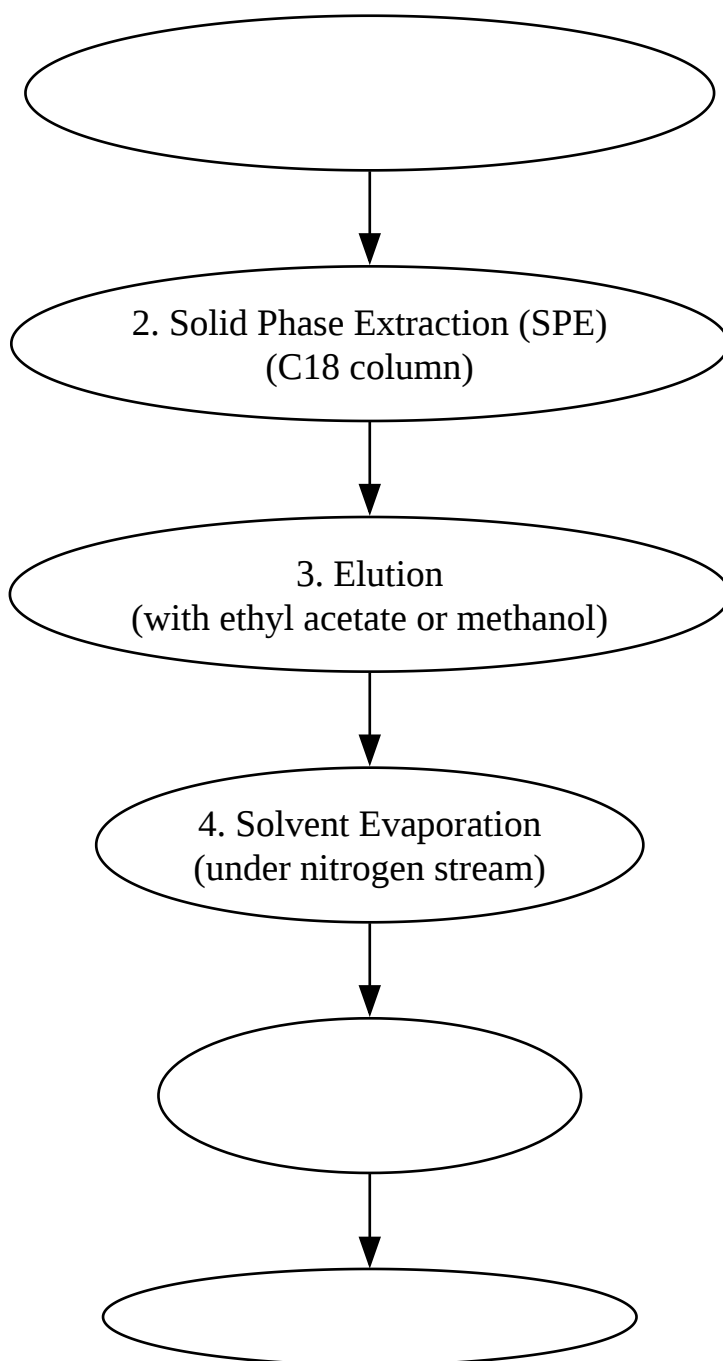 2. Solid Phase Extraction (SPE)
(C18 column)
3. Elution
(with ethyl acetate or methanol)
4. Solvent Evaporation
(under nitrogen stream)